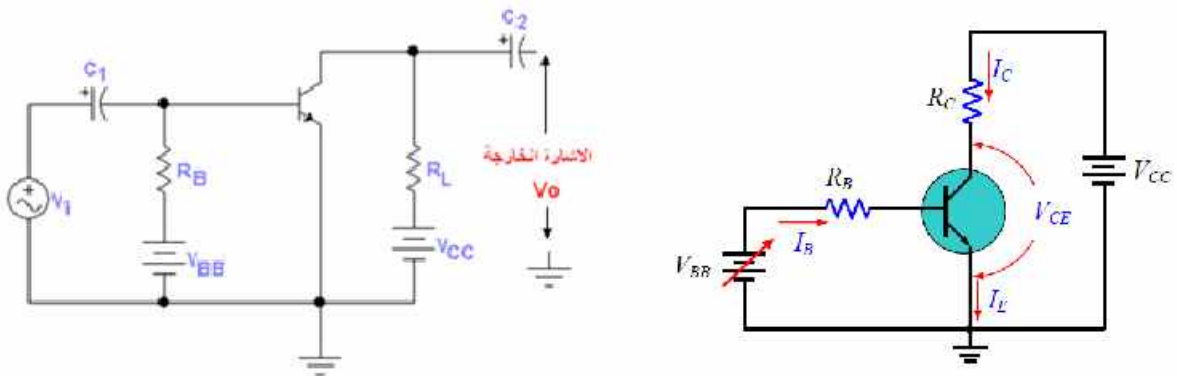 C2
+
C1
+
RB
VBB
Vi
+
RL
VCC
الاشارة الخارجة
Vo
IC
RC
RB
IB
VBB
VCE
VCC
IE